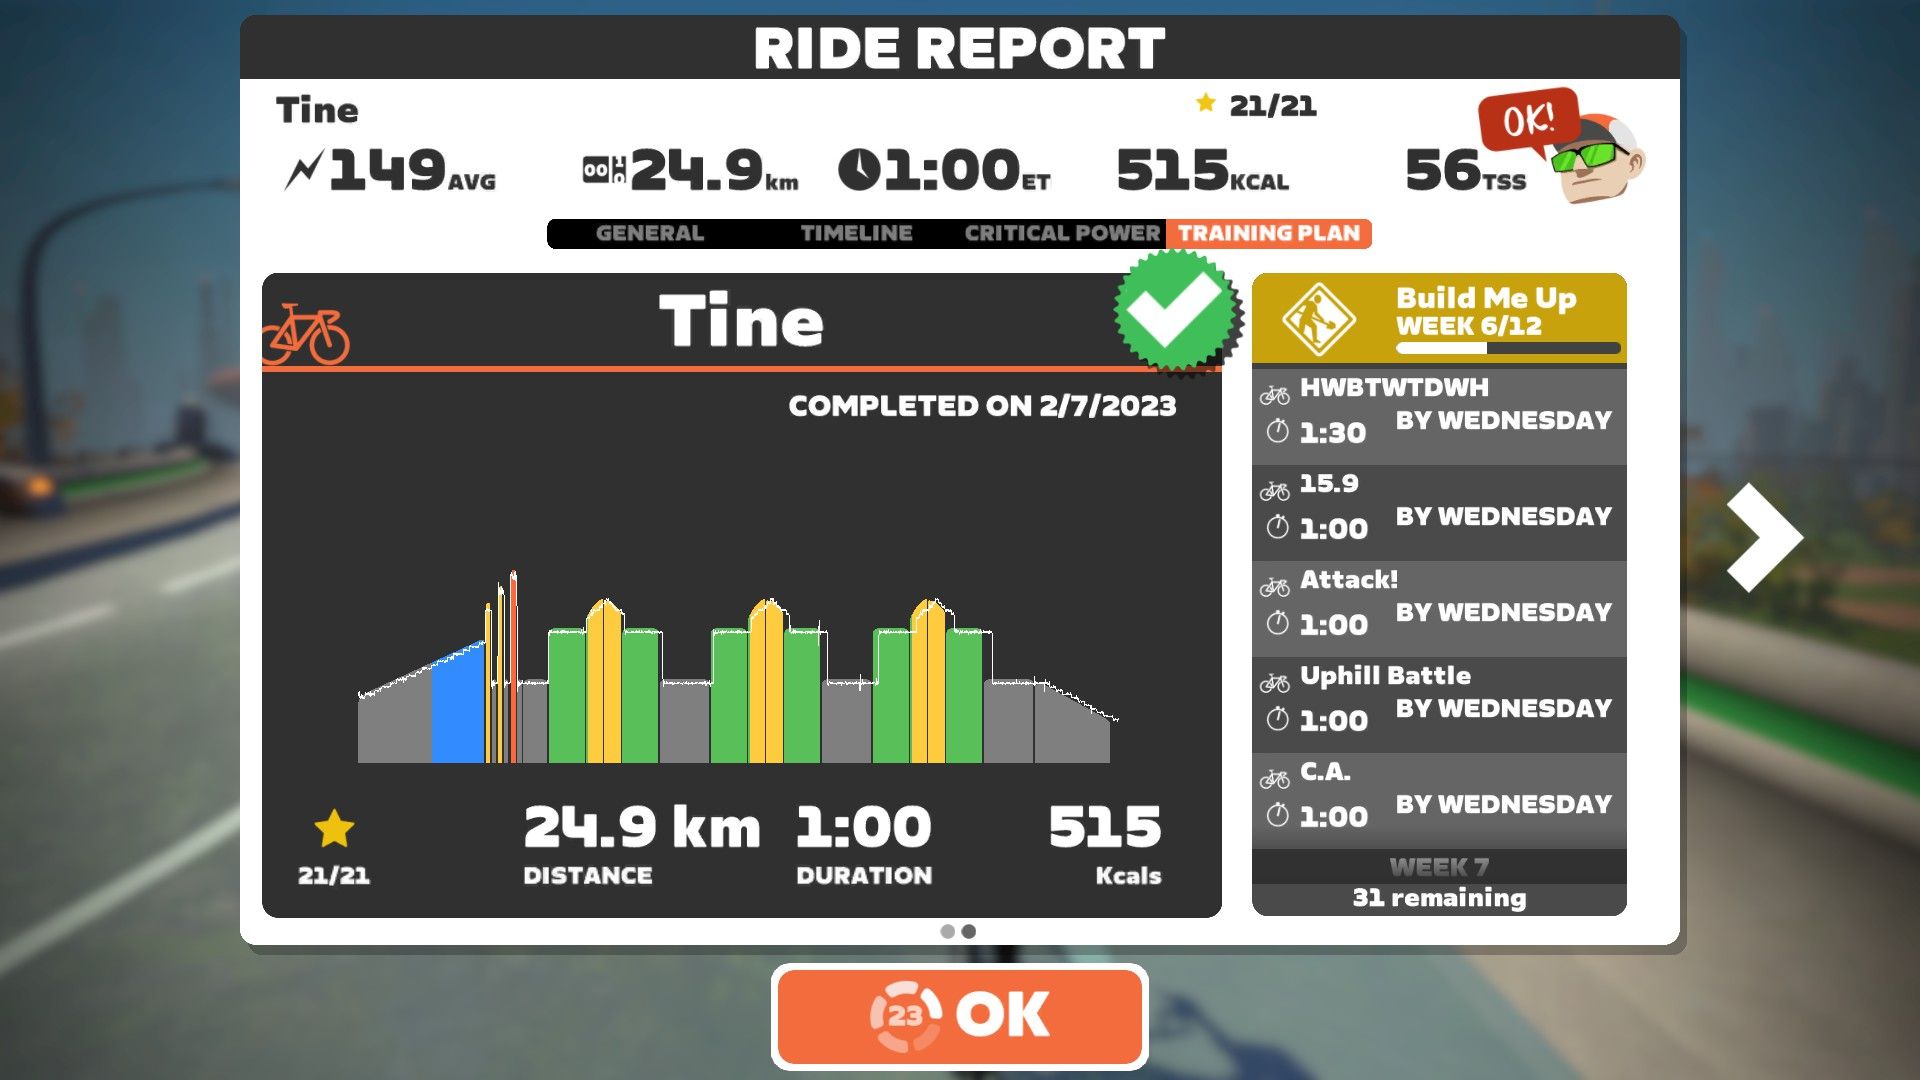 RIDE REPORT
Tine
21/21
OK!
149AVG
24.9km
1:00ET
515KCAL
56TSS
GENERAL
TIMELINE
CRITICAL POWER
TRAINING PLAN
Tine
COMPLETED ON 2/7/2023
21/21
24.9 km
DISTANCE
1:00
DURATION
515
Kcals
Build Me Up
WEEK 6/12
HWBTWTDWH
BY WEDNESDAY
1:30
15.9
BY WEDNESDAY
1:00
Attack!
BY WEDNESDAY
1:00
Uphill Battle
BY WEDNESDAY
1:00
C.A.
BY WEDNESDAY
1:00
WEEK 7
31 remaining
23 OK